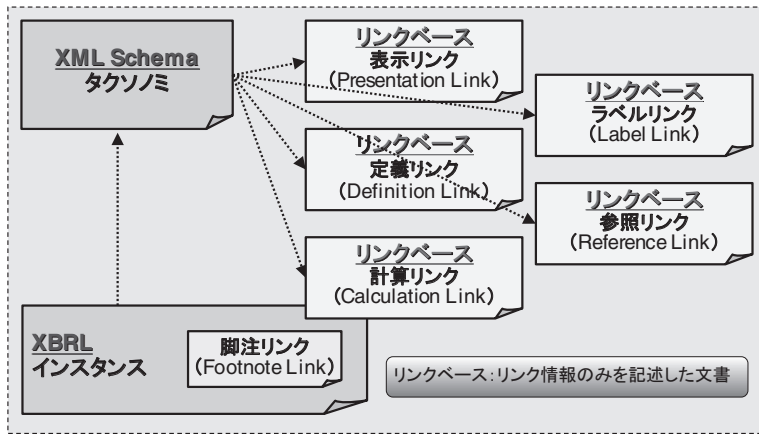 XML Schema
タクソノミ
リンクベース
表示リンク
(Presentation Link)
リンクベース
ラベルリンク
(Label Link)
リンクベース
定義リンク
(Definition Link)
リンクベース
参照リンク
(Reference Link)
リンクベース
計算リンク
(Calculation Link)
XBRL
インスタンス
脚注リンク
(Footnote Link)
リンクベース:リンク情報のみを記述した文書